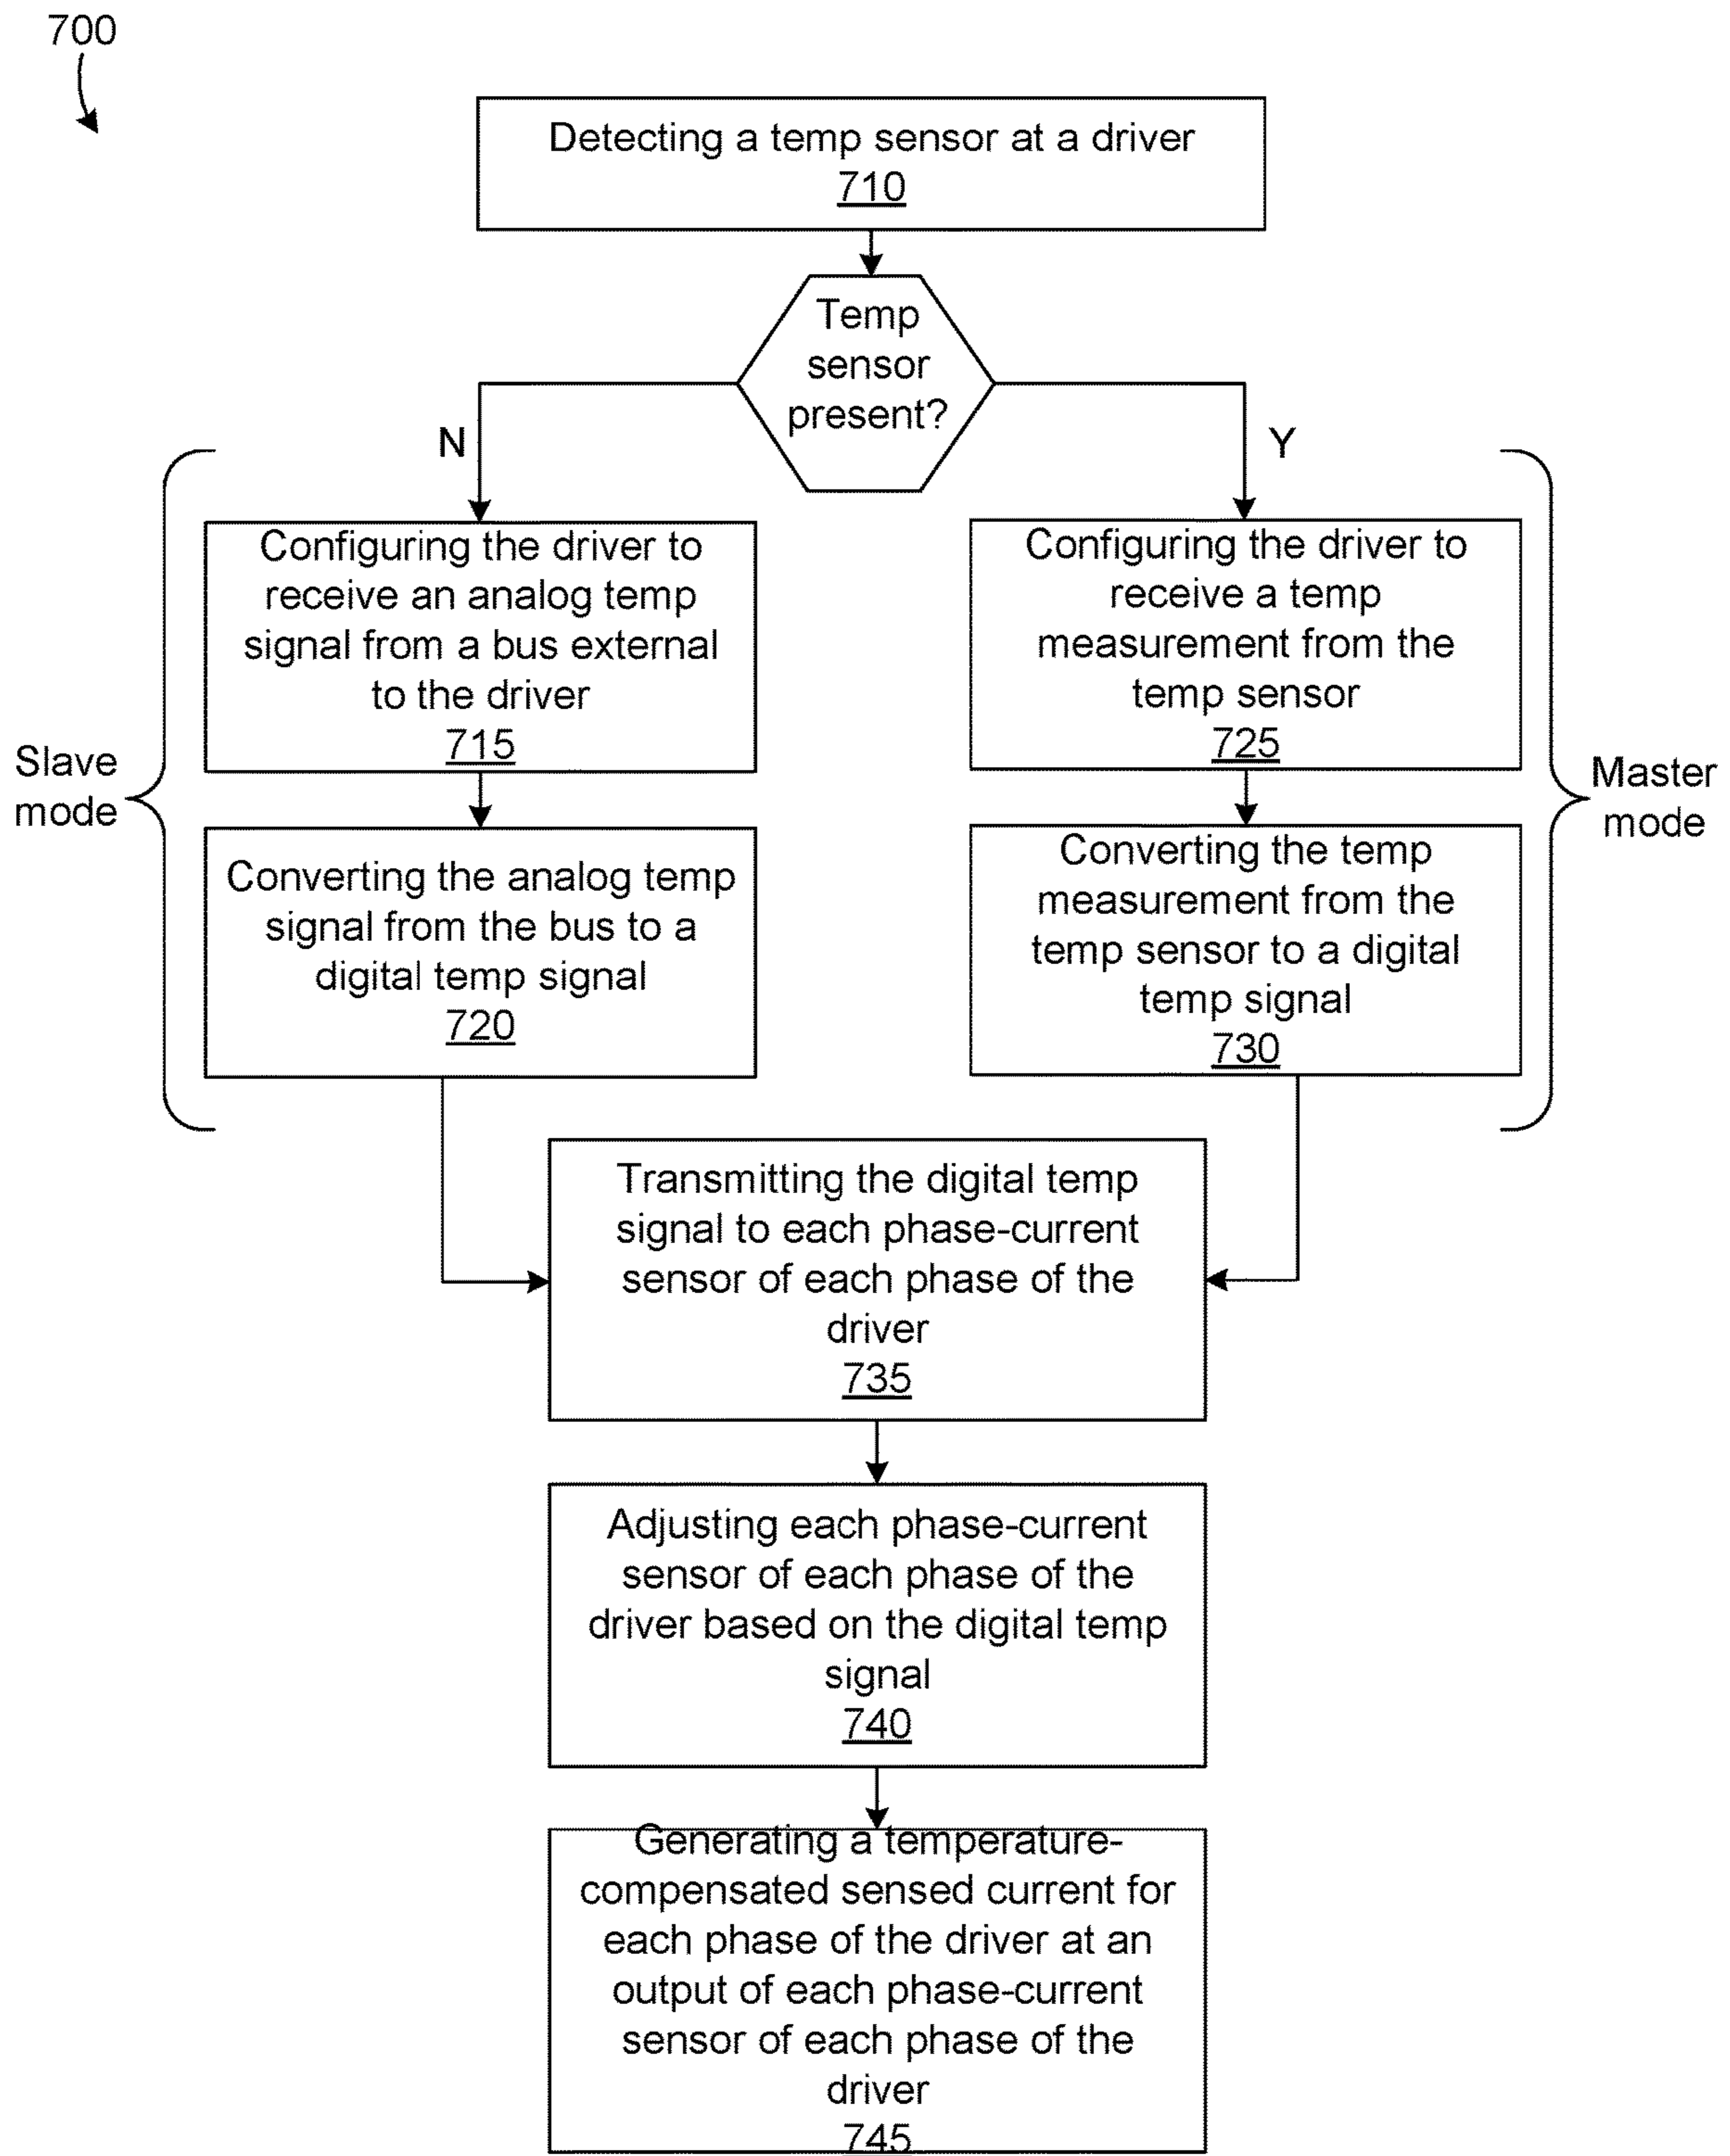 700
Detecting a temp sensor at a driver
710
Temp
sensor
present?
N
Y
Configuring the driver to
receive an analog temp
signal from a bus external
to the driver
715
Configuring the driver to
receive a temp
measurement from the
temp sensor
725
Slave
mode
Master
mode
Converting the analog temp
signal from the bus to a
digital temp signal
720
Converting the temp
measurement from the
temp sensor to a digital
temp signal
730
Transmitting the digital temp
signal to each phase-current
sensor of each phase of the
driver
735
Adjusting each phase-current
sensor of each phase of the
driver based on the digital temp
signal
740
Generating a temperature-
compensated sensed current for
each phase of the driver at an
output of each phase-current
sensor of each phase of the
driver
745